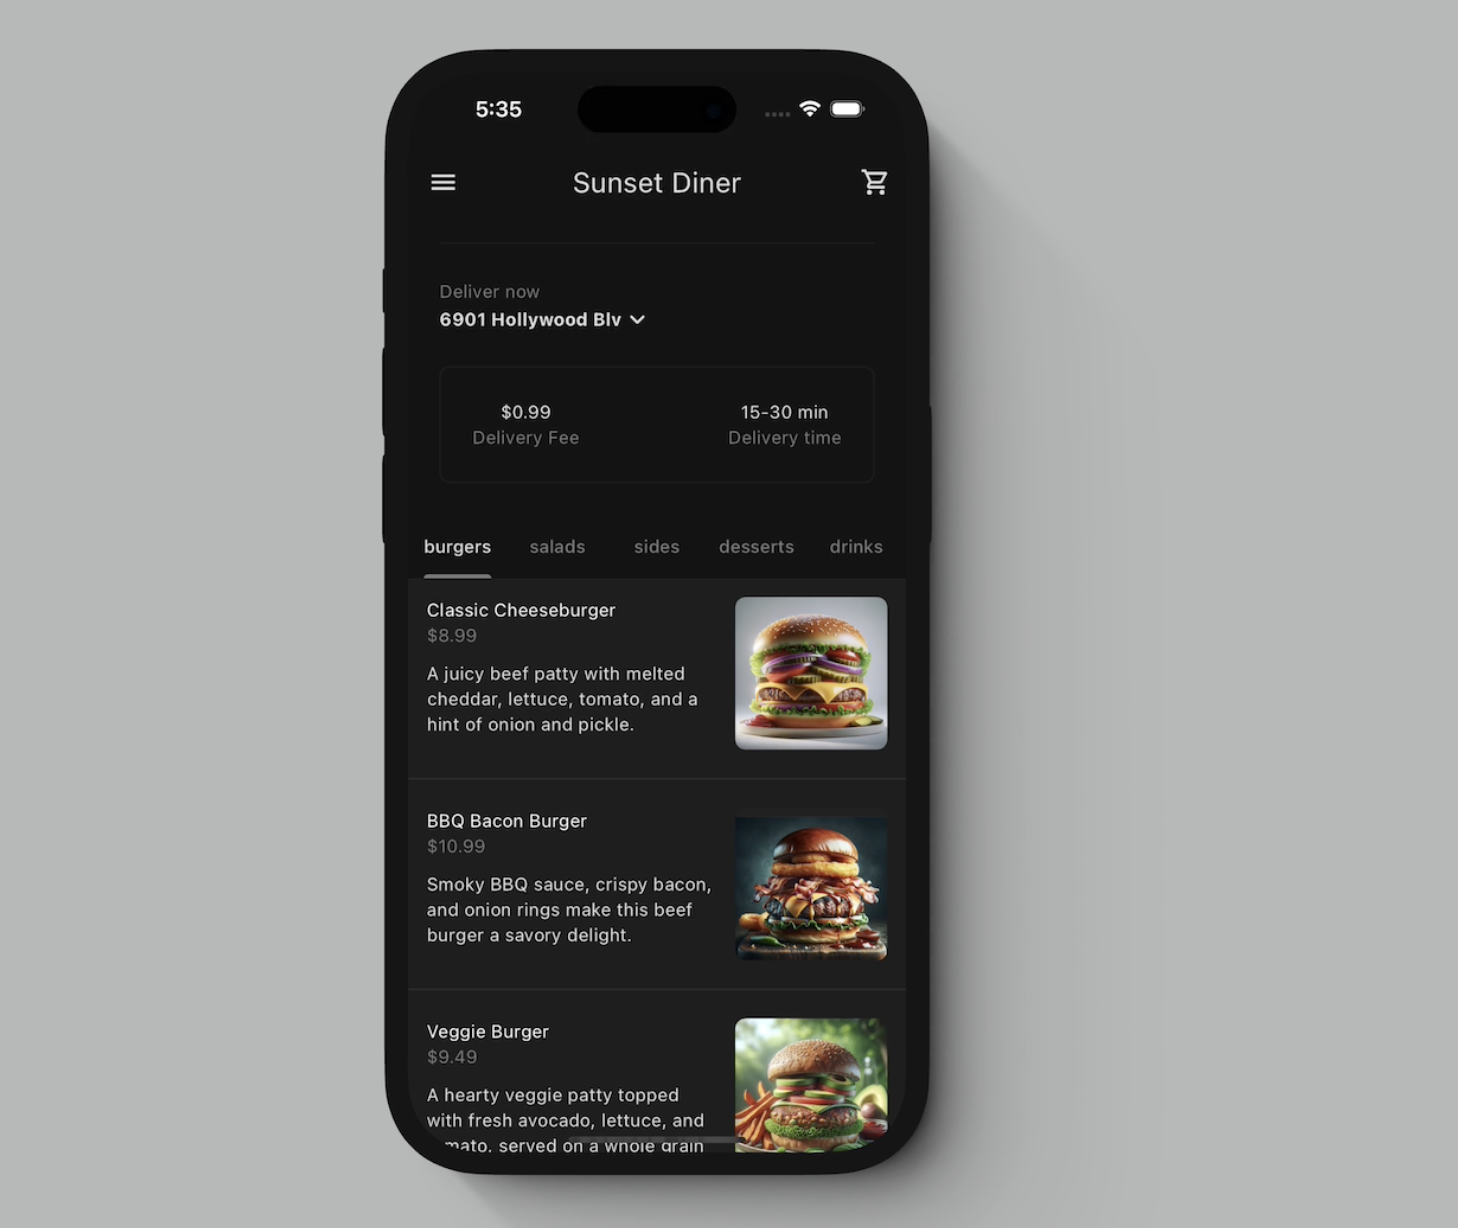 5:35
Sunset Diner
Deliver now
6901 Hollywood Blv
$0.99
Delivery Fee
15-30 min
Delivery time
burgers salads sides desserts drinks
Classic Cheeseburger
$8.99
A juicy beef patty with melted
cheddar, lettuce, tomato, and a
hint of onion and pickle.
BBQ Bacon Burger
$10.99
Smoky BBQ sauce, crispy bacon,
and onion rings make this beef
burger a savory delight.
Veggie Burger
$9.49
A hearty veggie patty topped
with fresh avocado, lettuce, and
served on a whole grain